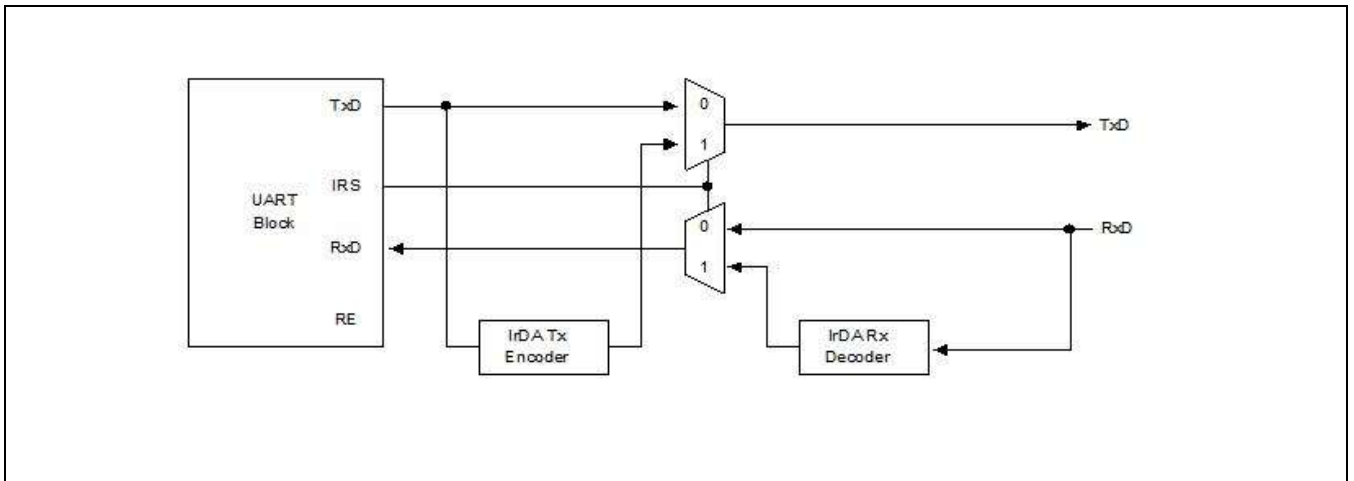 TxD
0
TxD
1
IRS
UART
Block
0
RxD
RxD
1
RE
IrDA Tx
Encoder
IrDA Rx
Decoder